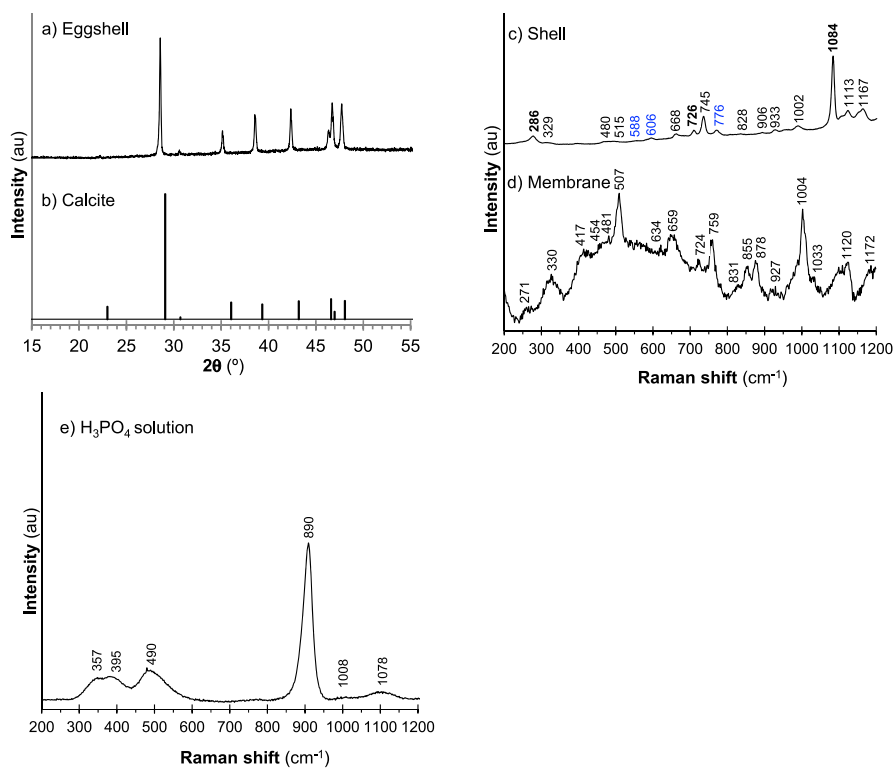 a) Eggshell
b) Calcite
Intensity (au)
15 20 25 30 35 40 45 50 55
2θ (º)
c) Shell
286 329 480 515 588 606 668 726 745 776 828 906 933 1002 1084 1113 1167
d) Membrane
271 330 417 454 481 507 634 659 724 759 831 855 878 927 1004 1033 1120 1172
Intensity (au)
200 300 400 500 600 700 800 900 1000 1100 1200
Raman shift (cm⁻¹)
e) H₃PO₄ solution
357 395 490 890 1008 1078
Intensity (au)
200 300 400 500 600 700 800 900 1000 1100 1200
Raman shift (cm⁻¹)